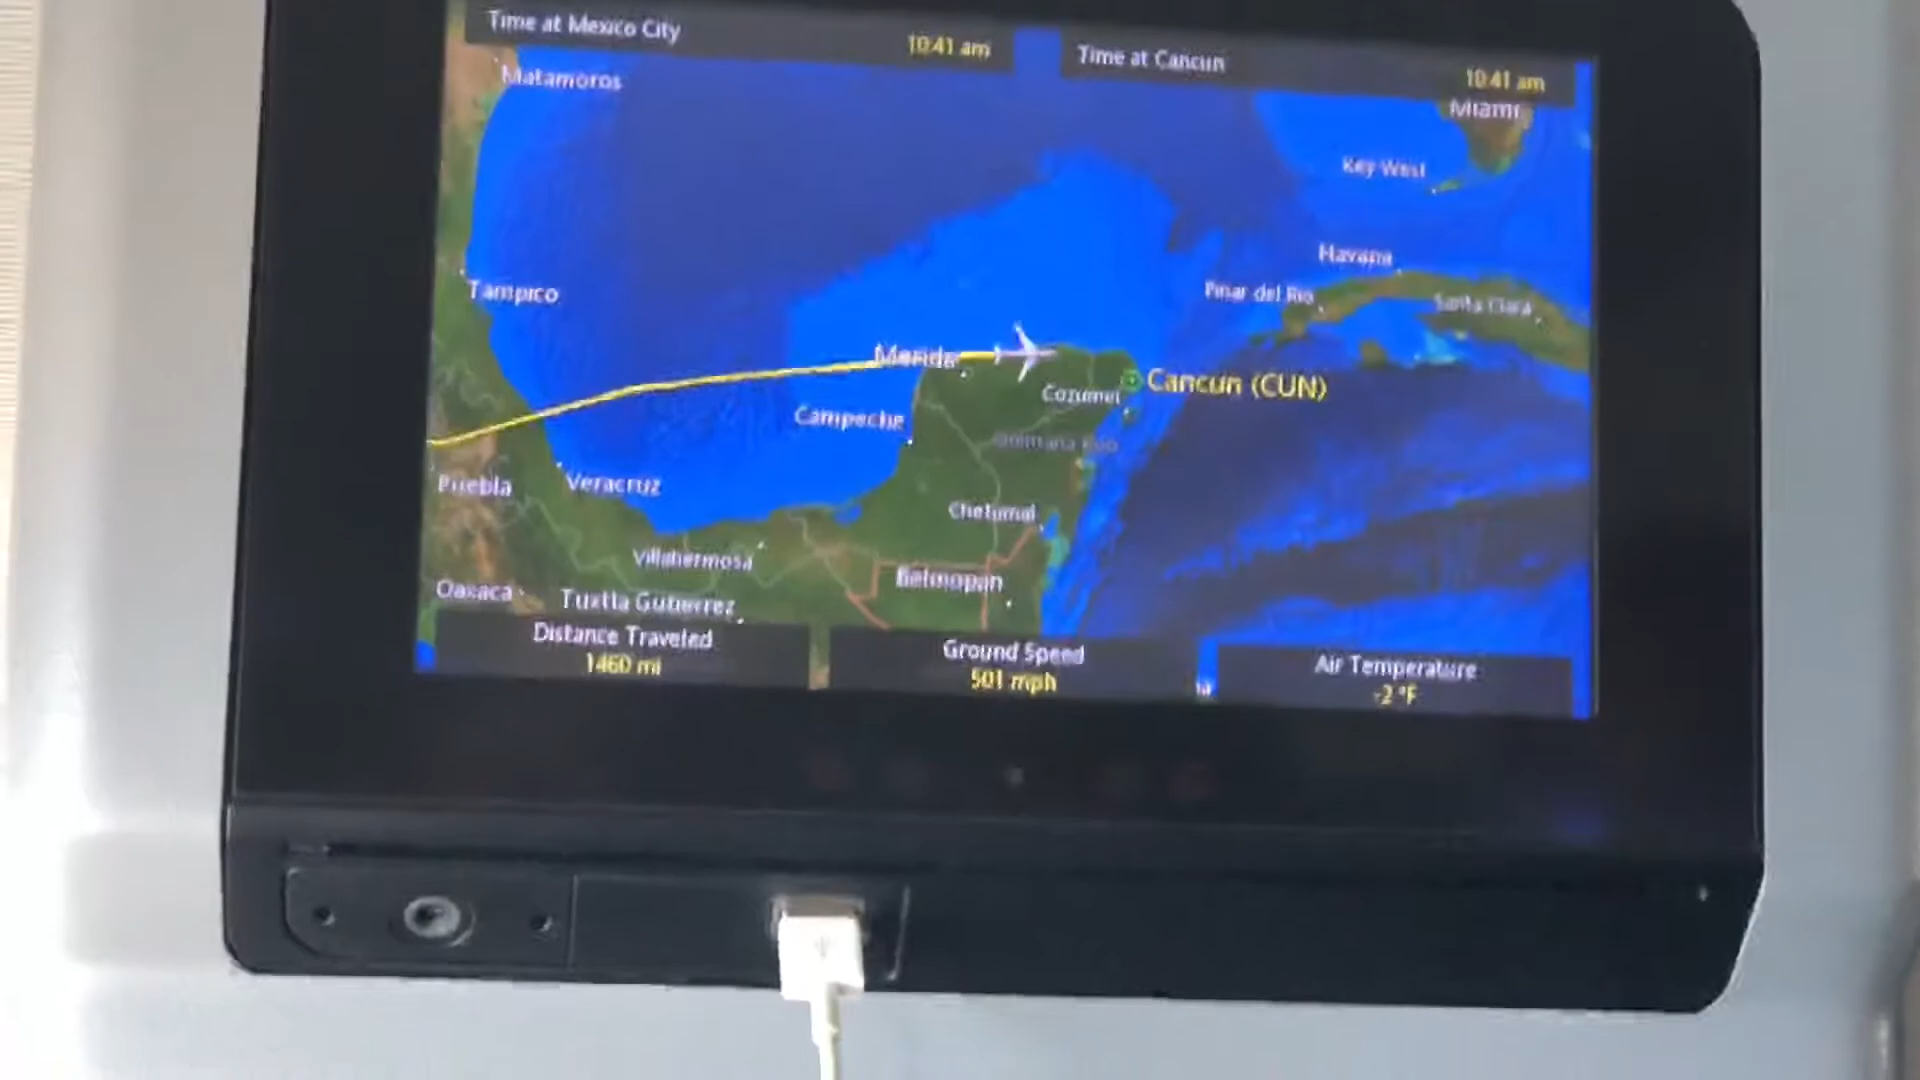 Time at Mexico City
10:41 am
Time at Cancun
10:41 am
Matamoros
Miami
Key West
Havana
Pinar del Rio
Santa Clara
Tampico
Merida
Cancun (CUN)
Cozumel
Campeche
Quintana Roo
Puebla
Veracruz
Chetumal
Villahermosa
Belmopan
Oaxaca
Tuxtla Gutierrez
Distance Traveled
1460 mi
Ground Speed
501 mph
Air Temperature
-2 °F